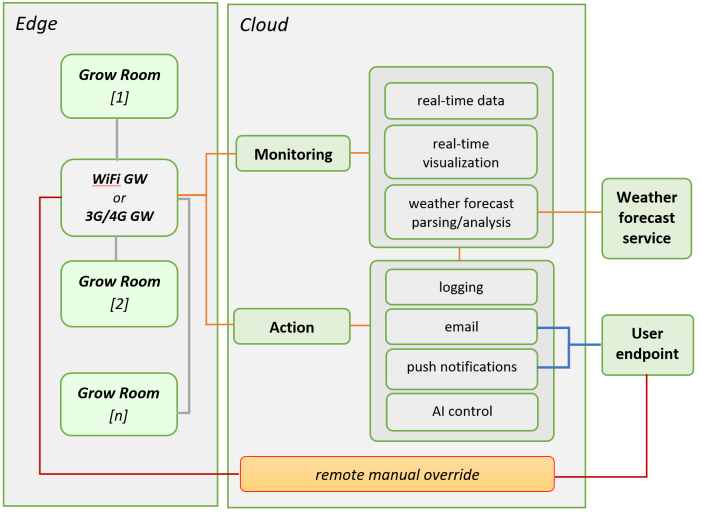 Edge
Grow Room
[1]
WiFi GW
or
3G/4G GW
Grow Room
[2]
Grow Room
[n]
Cloud
Monitoring
real-time data
real-time
visualization
weather forecast
parsing/analysis
Action
logging
email
push notifications
AI control
remote manual override
Weather
forecast
service
User
endpoint